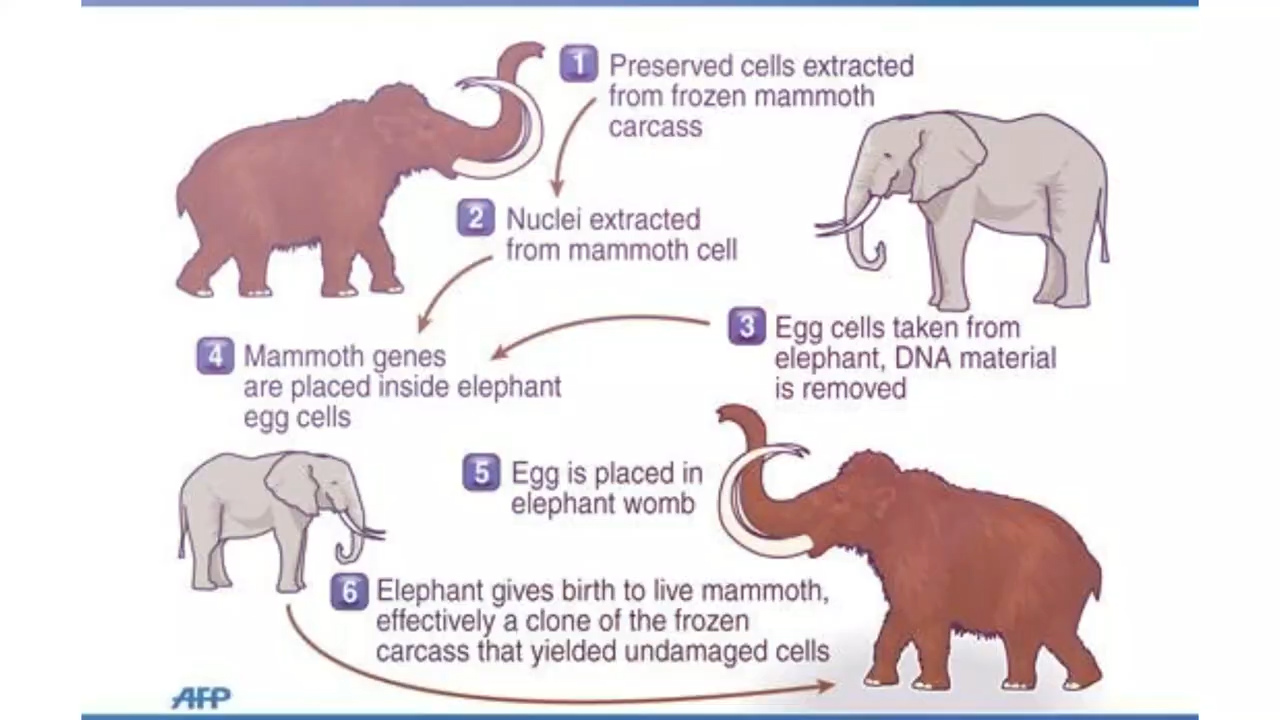 1 Preserved cells extracted
from frozen mammoth
carcass
2 Nuclei extracted
from mammoth cell
3 Egg cells taken from
elephant, DNA material
is removed
4 Mammoth genes
are placed inside elephant
egg cells
5 Egg is placed in
elephant womb
6 Elephant gives birth to live mammoth,
effectively a clone of the frozen
carcass that yielded undamaged cells
AFP